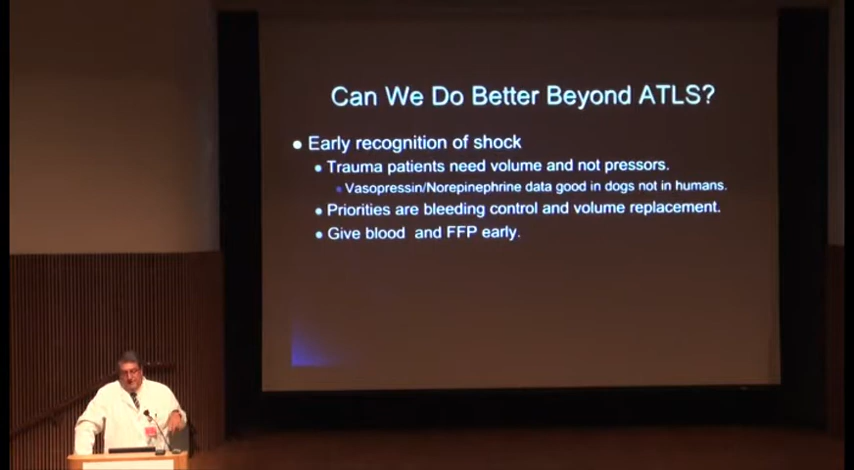 Can We Do Better Beyond ATLS?
Early recognition of shock
Trauma patients need volume and not pressors.
Vasopressin/Norepinephrine data good in dogs not in humans.
Priorities are bleeding control and volume replacement.
Give blood and FFP early.